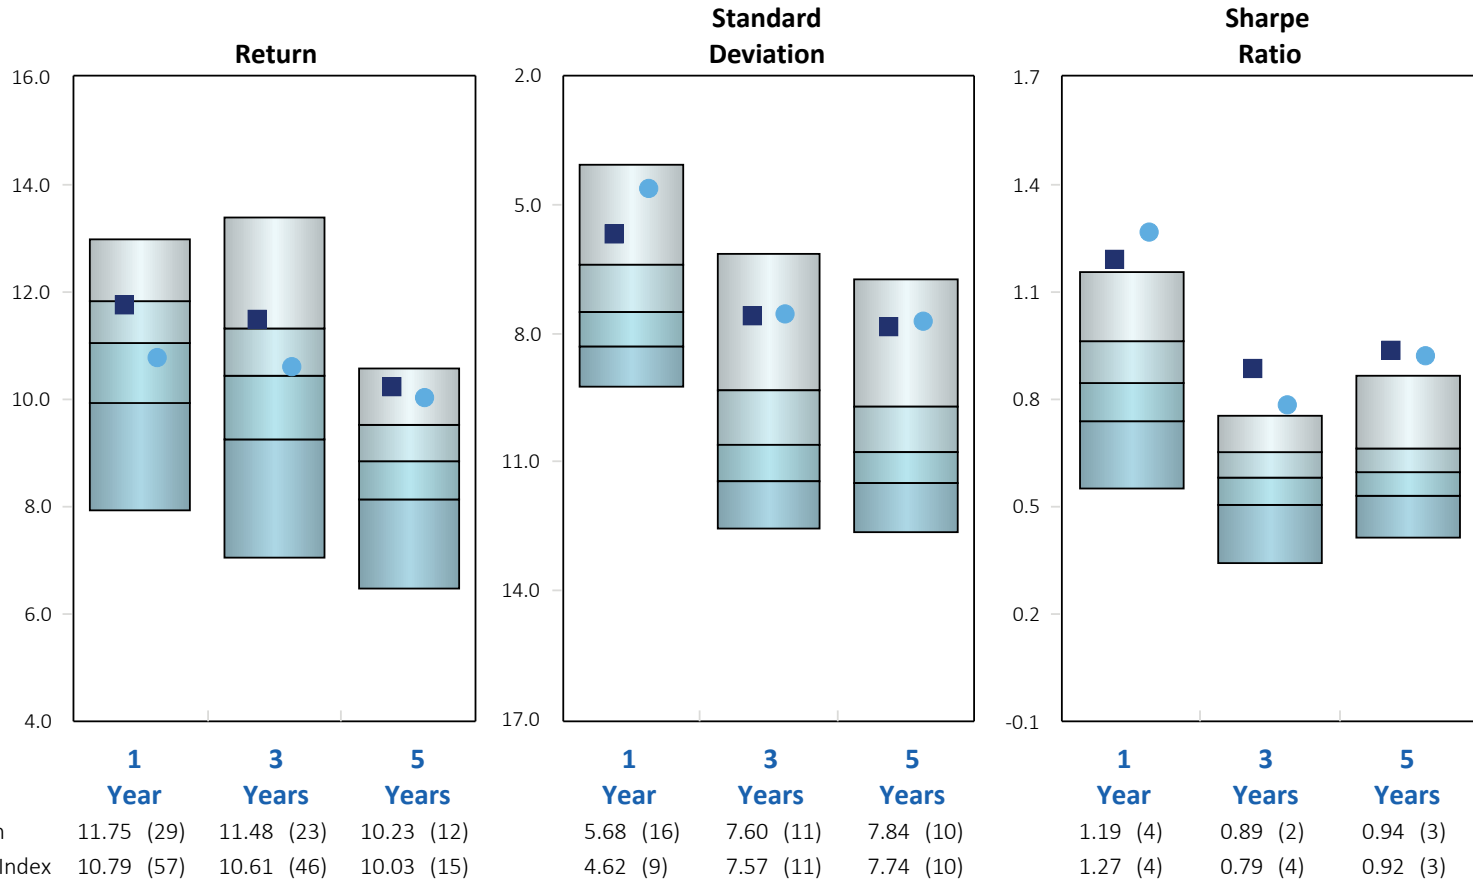 Return
Standard
Deviation
Sharpe
Ratio
16.0
14.0
12.0
10.0
8.0
6.0
4.0
2.0
5.0
8.0
11.0
14.0
17.0
1.7
1.4
1.1
0.8
0.5
0.2
-0.1
1
Year
3
Years
5
Years
1
Year
3
Years
5
Years
1
Year
3
Years
5
Years
11.75 (29) 11.48 (23) 10.23 (12) 5.68 (16) 7.60 (11) 7.84 (10) 1.19 (4) 0.89 (2) 0.94 (3)
Index 10.79 (57) 10.61 (46) 10.03 (15) 4.62 (9) 7.57 (11) 7.74 (10) 1.27 (4) 0.79 (4) 0.92 (3)